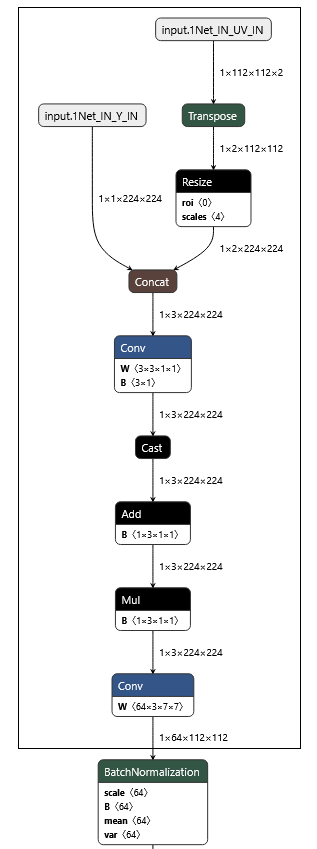 input.1Net_IN_UV_IN
1×112×112×2
input.1Net_IN_Y_IN
Transpose
1×2×112×112
Resize
roi ⟨0⟩
scales ⟨4⟩
1×1×224×224
1×2×224×224
Concat
1×3×224×224
Conv
W ⟨3×3×1×1⟩
B ⟨3×1⟩
1×3×224×224
Cast
1×3×224×224
Add
B ⟨1×3×1×1⟩
1×3×224×224
Mul
B ⟨1×3×1×1⟩
1×3×224×224
Conv
W ⟨64×3×7×7⟩
1×64×112×112
BatchNormalization
scale ⟨64⟩
B ⟨64⟩
mean ⟨64⟩
var ⟨64⟩